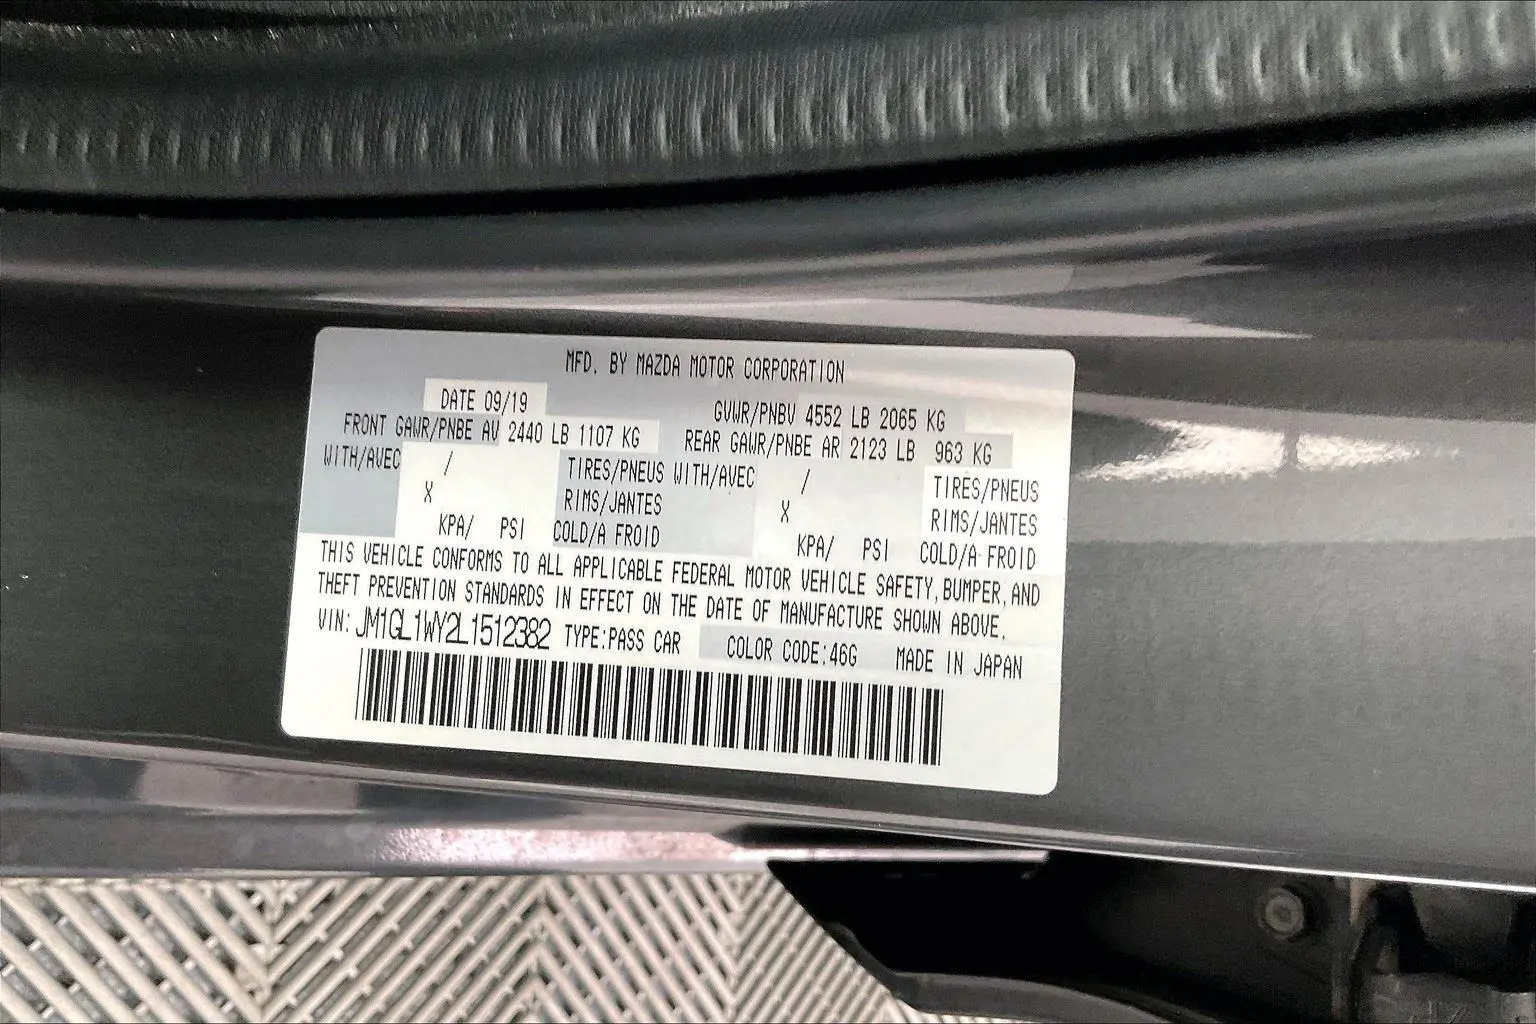 MFD. BY MAZDA MOTOR CORPORATION
DATE 09/19 GVWR/PNBV 4552 LB 2065 KG
FRONT GAWR/PNBE AV 2440 LB 1107 KG REAR GAWR/PNBE AR 2123 LB 963 KG
WITH/AVEC / TIRES/PNEUS WITH/AVEC / TIRES/PNEUS
X RIMS/JANTES X RIMS/JANTES
KPA/ PSI COLD/A FROID KPA/ PSI COLD/A FROID
THIS VEHICLE CONFORMS TO ALL APPLICABLE FEDERAL MOTOR VEHICLE SAFETY, BUMPER, AND
THEFT PREVENTION STANDARDS IN EFFECT ON THE DATE OF MANUFACTURE SHOWN ABOVE.
VIN: JM1GL1WY2L1512382 TYPE:PASS CAR COLOR CODE:46G MADE IN JAPAN